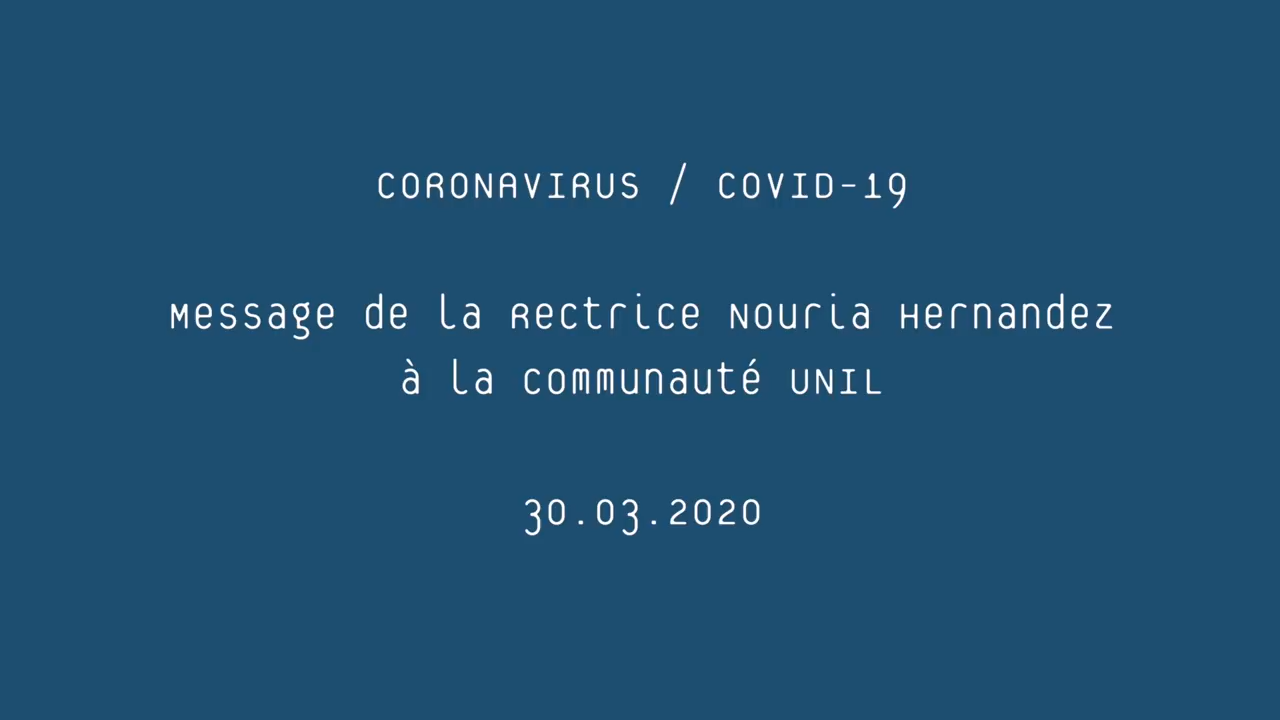 CORONAVIRUS / COVID-19
Message de la Rectrice Nouria Hernandez
à la communauté UNIL
30.03.2020